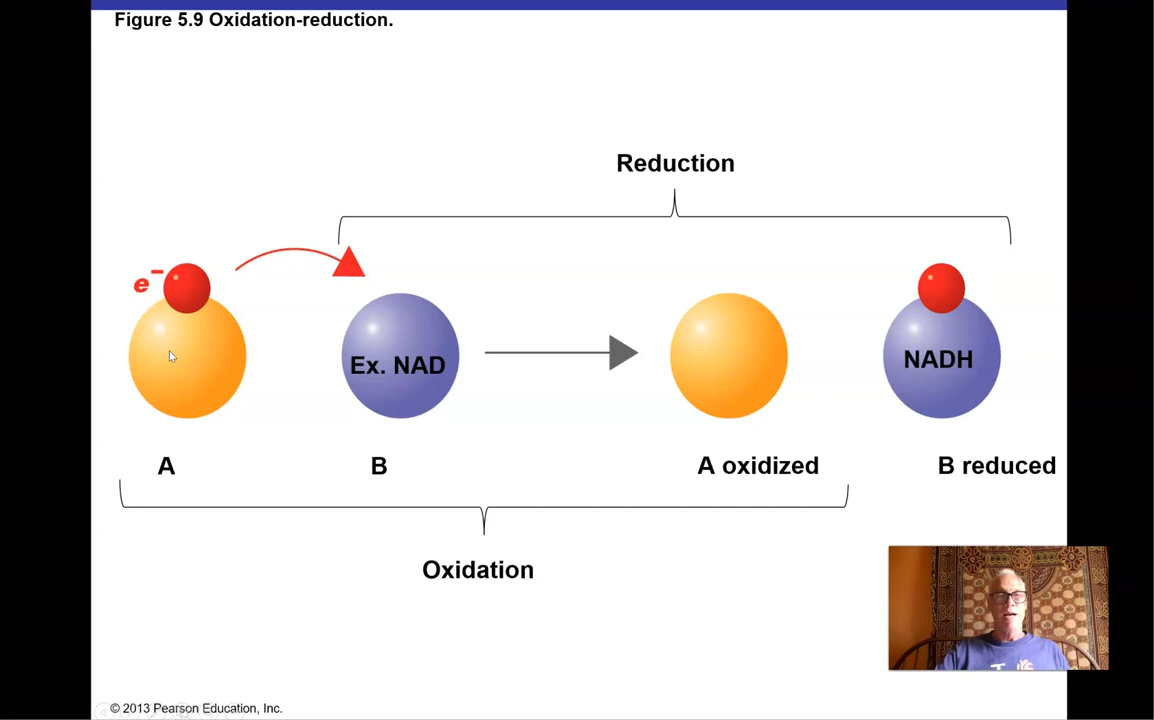 Figure 5.9 Oxidation-reduction.
Reduction
e−
Ex. NAD
NADH
A
B
A oxidized
B reduced
Oxidation
© 2013 Pearson Education, Inc.